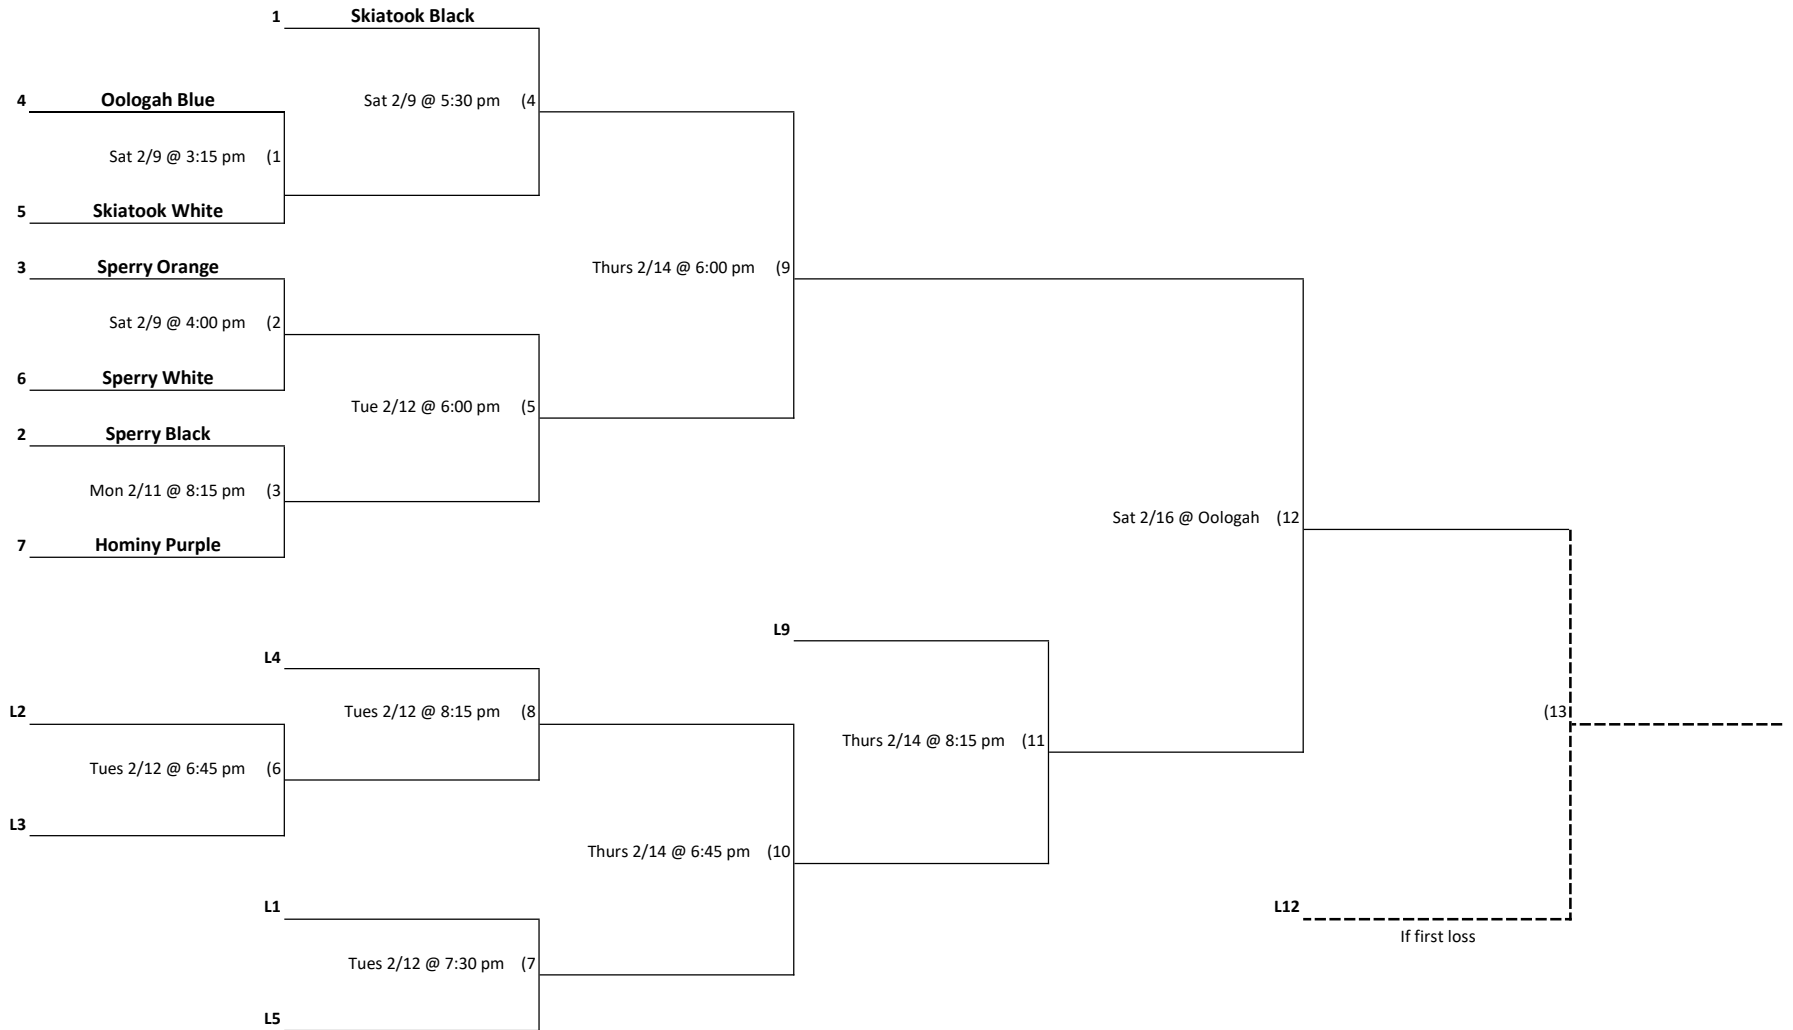 1 Skiatook Black
4 Oologah Blue Sat 2/9 @ 5:30 pm (4
Sat 2/9 @ 3:15 pm (1
5 Skiatook White
3 Sperry Orange Thurs 2/14 @ 6:00 pm (9
Sat 2/9 @ 4:00 pm (2
6 Sperry White
Tue 2/12 @ 6:00 pm (5
2 Sperry Black
Mon 2/11 @ 8:15 pm (3
Sat 2/16 @ Oologah (12
7 Hominy Purple
L9
L4
L2 Tues 2/12 @ 8:15 pm (8 (13
Thurs 2/14 @ 8:15 pm (11
Tues 2/12 @ 6:45 pm (6
L3
Thurs 2/14 @ 6:45 pm (10
L1 L12
If first loss
Tues 2/12 @ 7:30 pm (7
L5